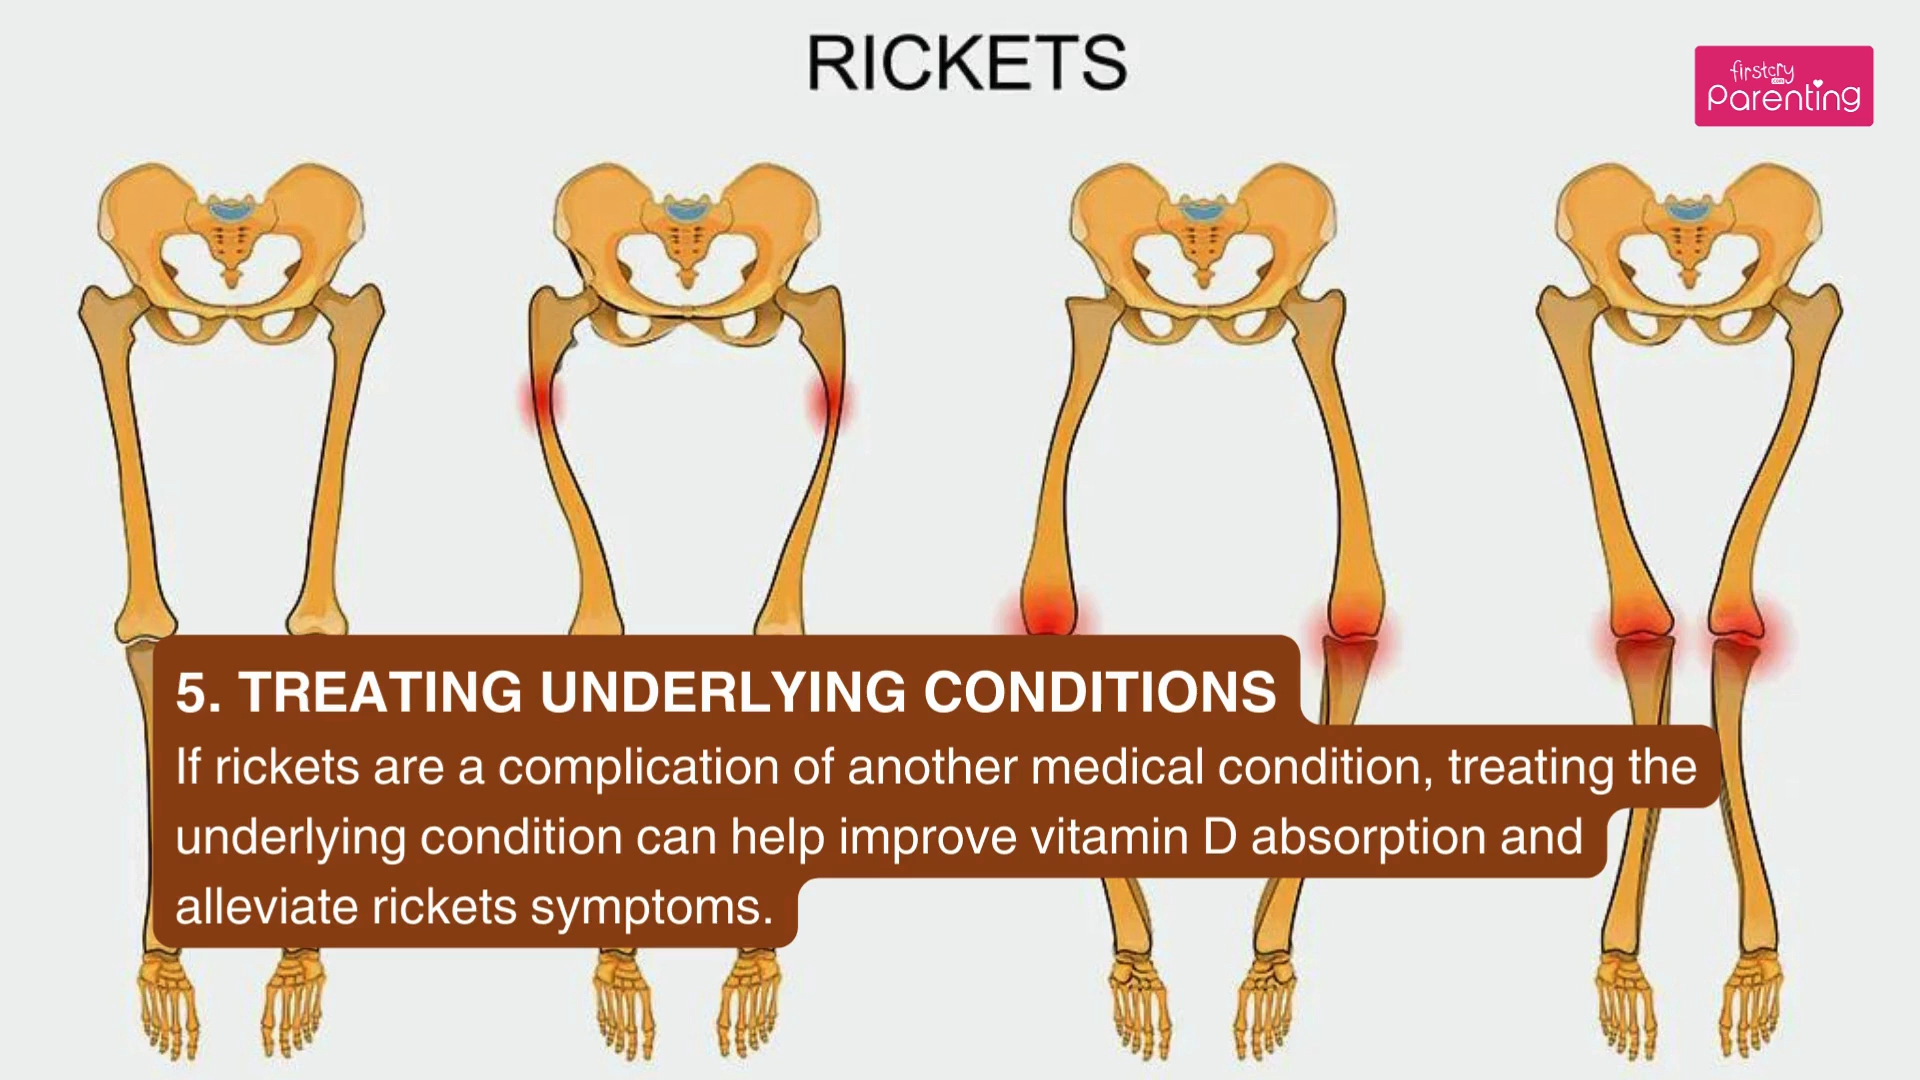 RICKETS
firstcry
.com
Parenting
5. TREATING UNDERLYING CONDITIONS
If rickets are a complication of another medical condition, treating the
underlying condition can help improve vitamin D absorption and
alleviate rickets symptoms.